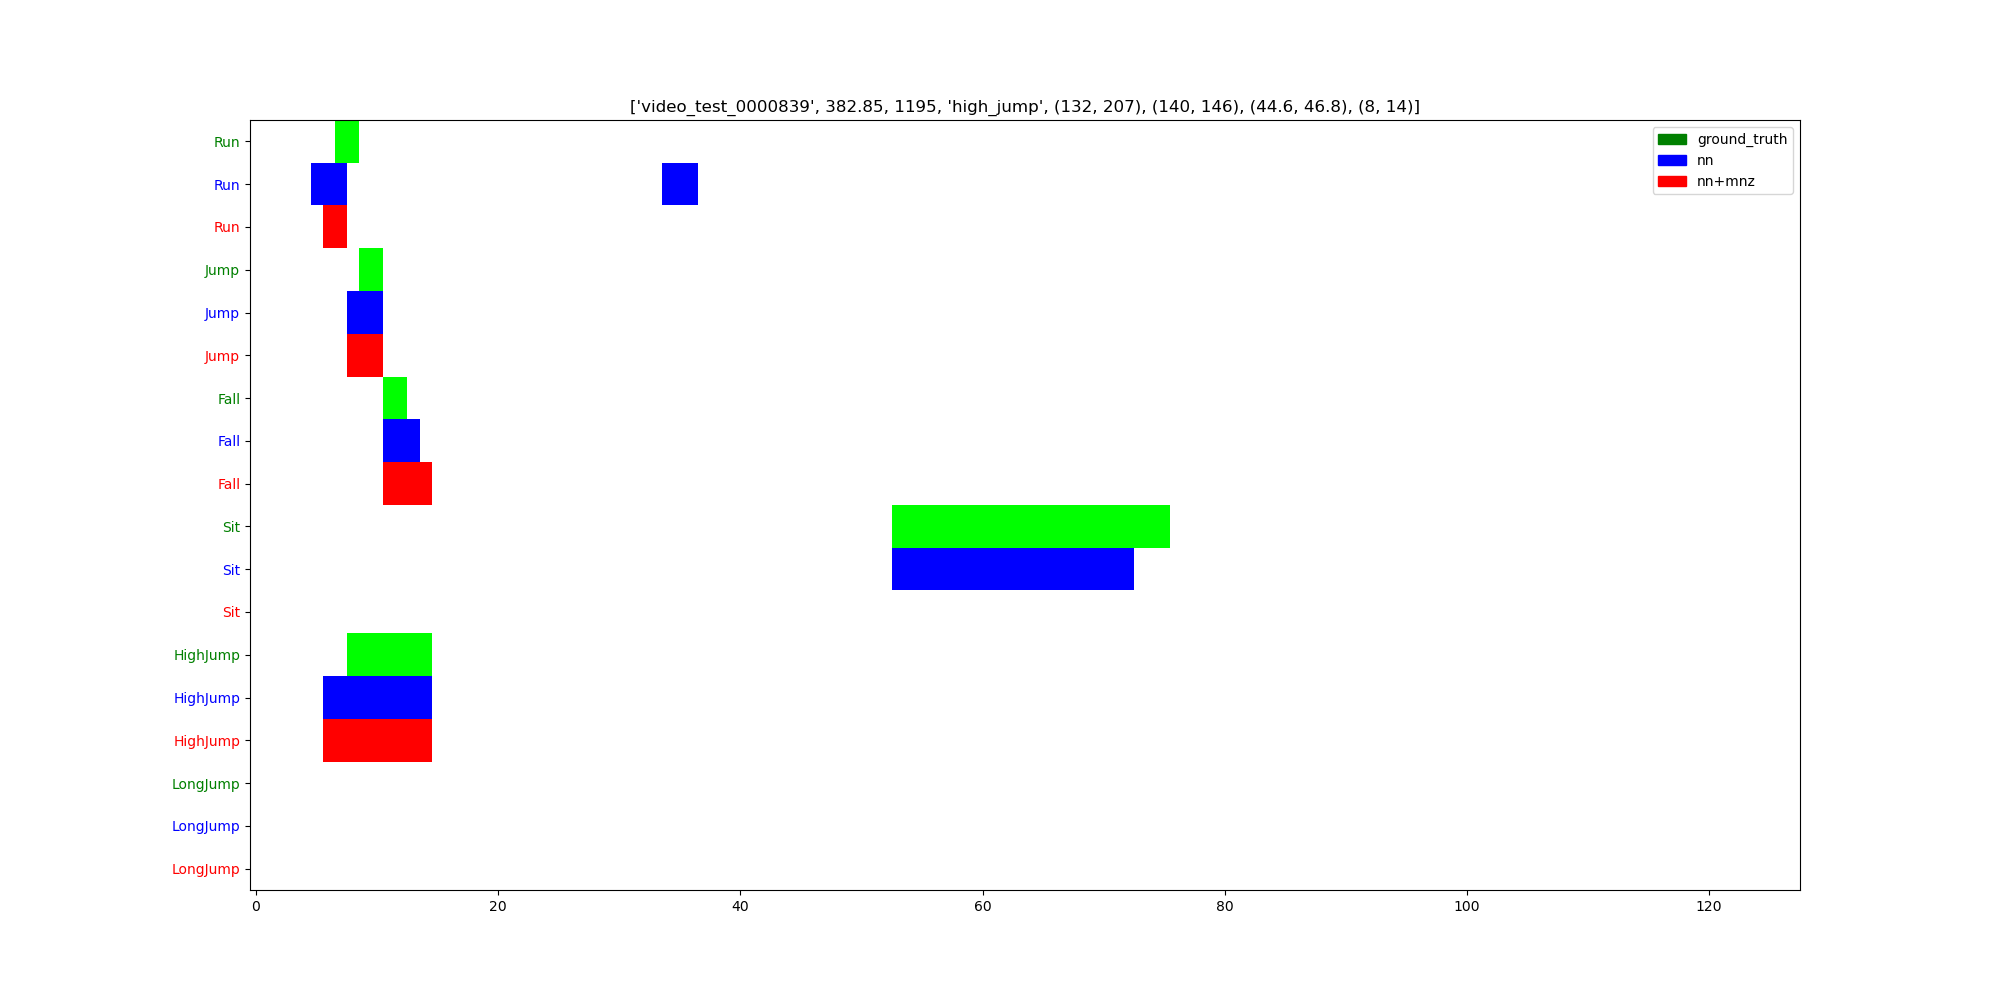 ['video_test_0000839', 382.85, 1195, 'high_jump', (132, 207), (140, 146), (44.6, 46.8), (8, 14)]
ground_truth
nn
nn+mnz
Run
Run
Run
Jump
Jump
Jump
Fall
Fall
Fall
Sit
Sit
Sit
HighJump
HighJump
HighJump
LongJump
LongJump
LongJump
0 20 40 60 80 100 120